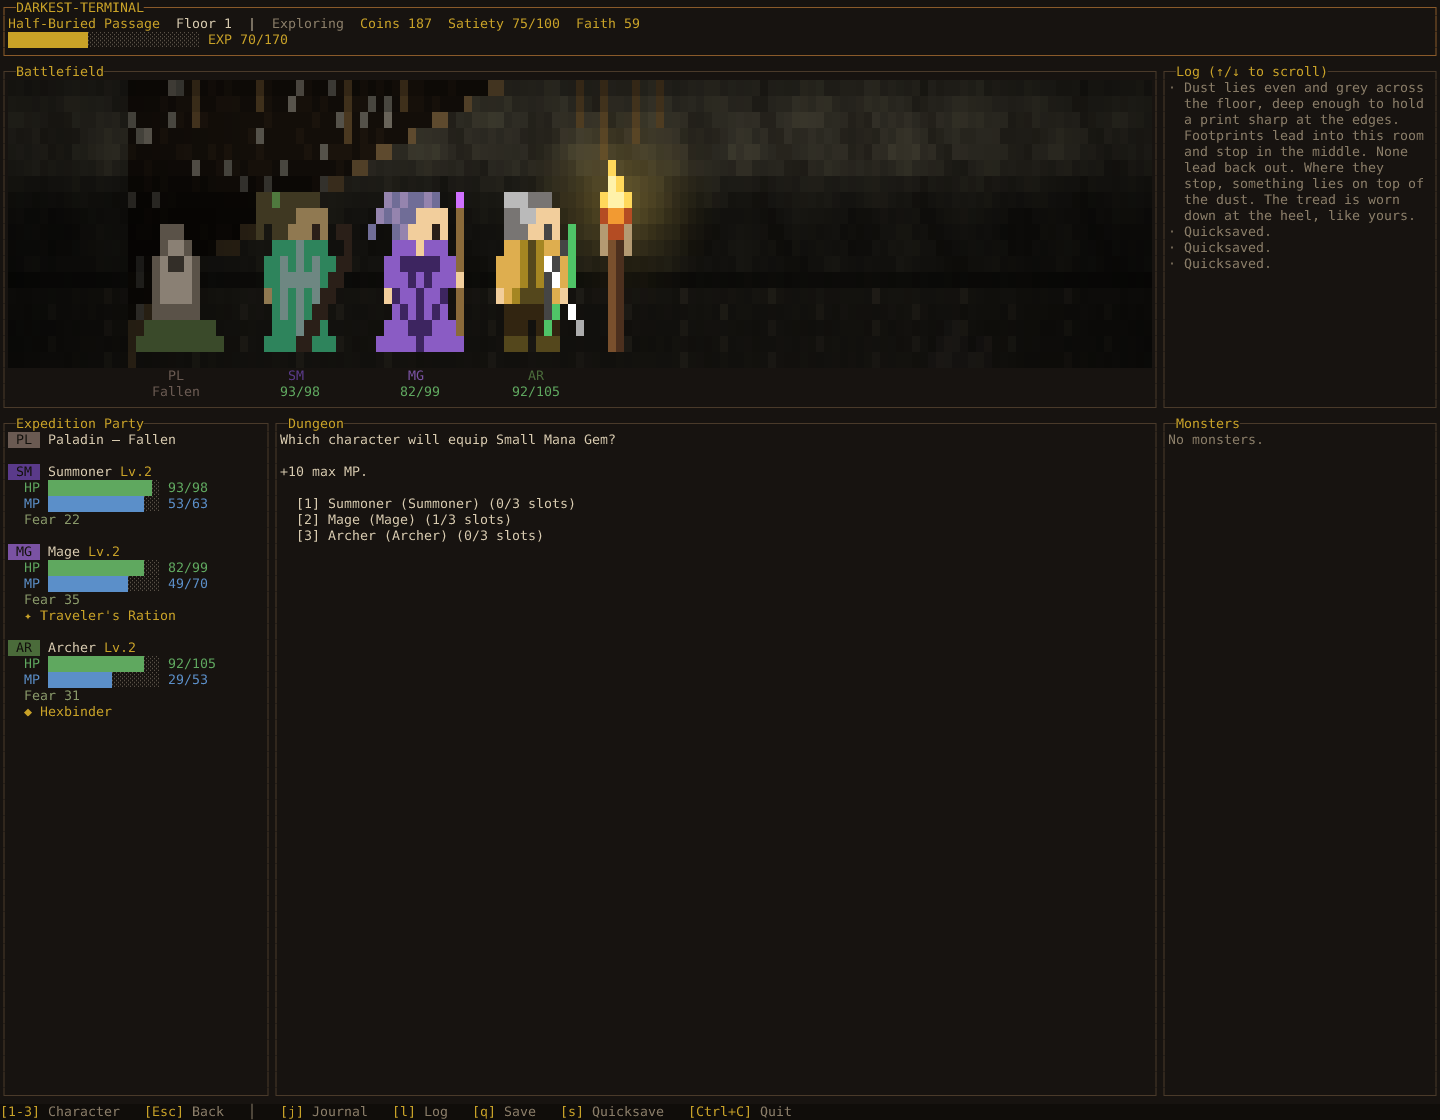 DARKEST-TERMINAL
Half-Buried Passage  Floor 1  |  Exploring  Coins 187  Satiety 75/100  Faith 59
EXP 70/170
Battlefield
PL SM MG AR
Fallen 93/98 82/99 92/105
Log (↑/↓ to scroll)
· Dust lies even and grey across
the floor, deep enough to hold
a print sharp at the edges.
Footprints lead into this room
and stop in the middle. None
lead back out. Where they
stop, something lies on top of
the dust. The tread is worn
down at the heel, like yours.
· Quicksaved.
· Quicksaved.
· Quicksaved.
Expedition Party
PL Paladin — Fallen
SM Summoner Lv.2
HP 93/98
MP 53/63
Fear 22
MG Mage Lv.2
HP 82/99
MP 49/70
Fear 35
✦ Traveler's Ration
AR Archer Lv.2
HP 92/105
MP 29/53
Fear 31
◆ Hexbinder
Dungeon
Which character will equip Small Mana Gem?
+10 max MP.
[1] Summoner (Summoner) (0/3 slots)
[2] Mage (Mage) (1/3 slots)
[3] Archer (Archer) (0/3 slots)
Monsters
No monsters.
[1-3] Character   [Esc] Back   |   [j] Journal   [l] Log   [q] Save   [s] Quicksave   [Ctrl+C] Quit